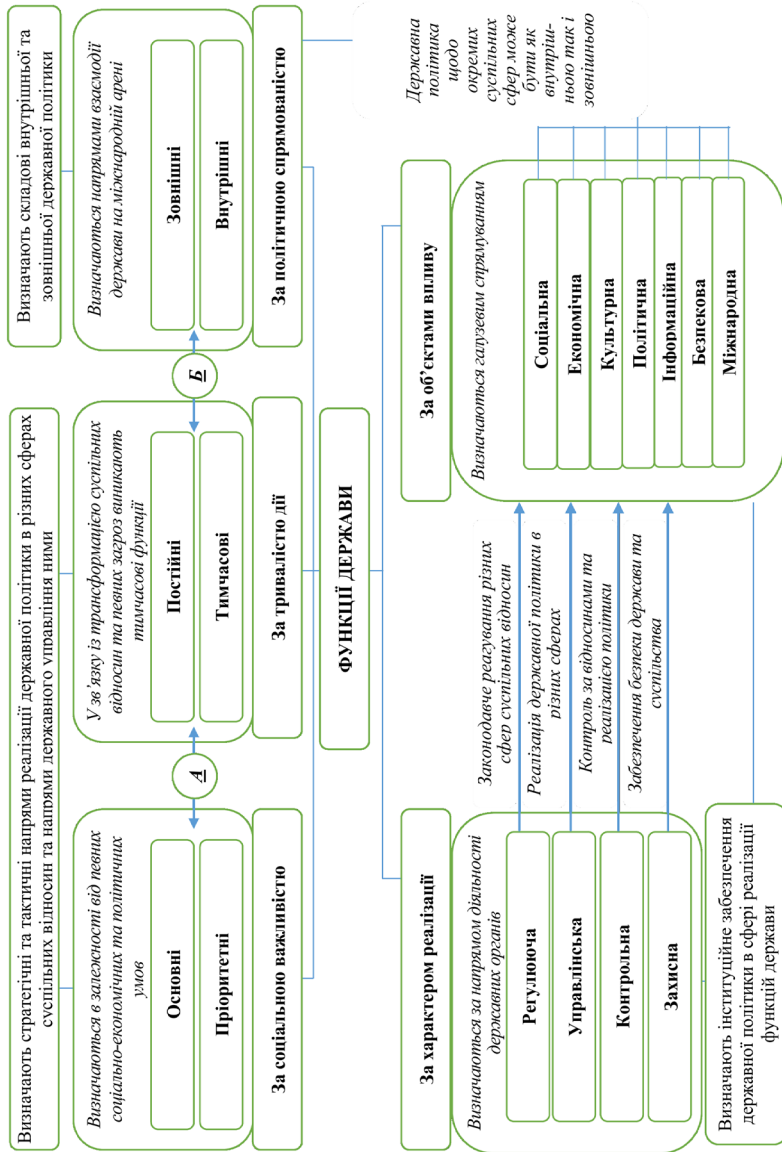 Визначають стратегічні та тактичні напрями реалізації державної політики в різних сферах
суспільних відносин та напрями державного управління ними
Визначають складові внутрішньої та
зовнішньої державної політики
Визначаються в залежності від певних
соціально-економічних та політичних
умов
Основні
Пріоритетні
За соціальною важливістю
А
У зв’язку із трансформацією суспільних
відносин та певних загроз виникають
тимчасові функції
Постійні
Тимчасові
За тривалістю дії
Б
Визначаються напрямами взаємодії
держави на міжнародній арені
Зовнішні
Внутрішні
За політичною спрямованістю
ФУНКЦІЇ ДЕРЖАВИ
За характером реалізації
Визначаються за напрямом діяльності
державних органів
Регулююча
Управлінська
Контрольна
Захисна
Визначають інституційне забезпечення
державної політики в сфері реалізації
функцій держави
Законодавче реагування різних
сфер суспільних відносин
Реалізація державної політики в
різних сферах
Контроль за відносинами та
реалізацією політики
Забезпечення безпеки держави та
суспільства
За об’єктами впливу
Визначаються галузевим спрямуванням
Соціальна
Економічна
Культурна
Політична
Інформаційна
Безпекова
Міжнародна
Державна
політика
щодо
окремих
суспільних
сфер може
бути як
внутріш-
ньою так і
зовнішньою